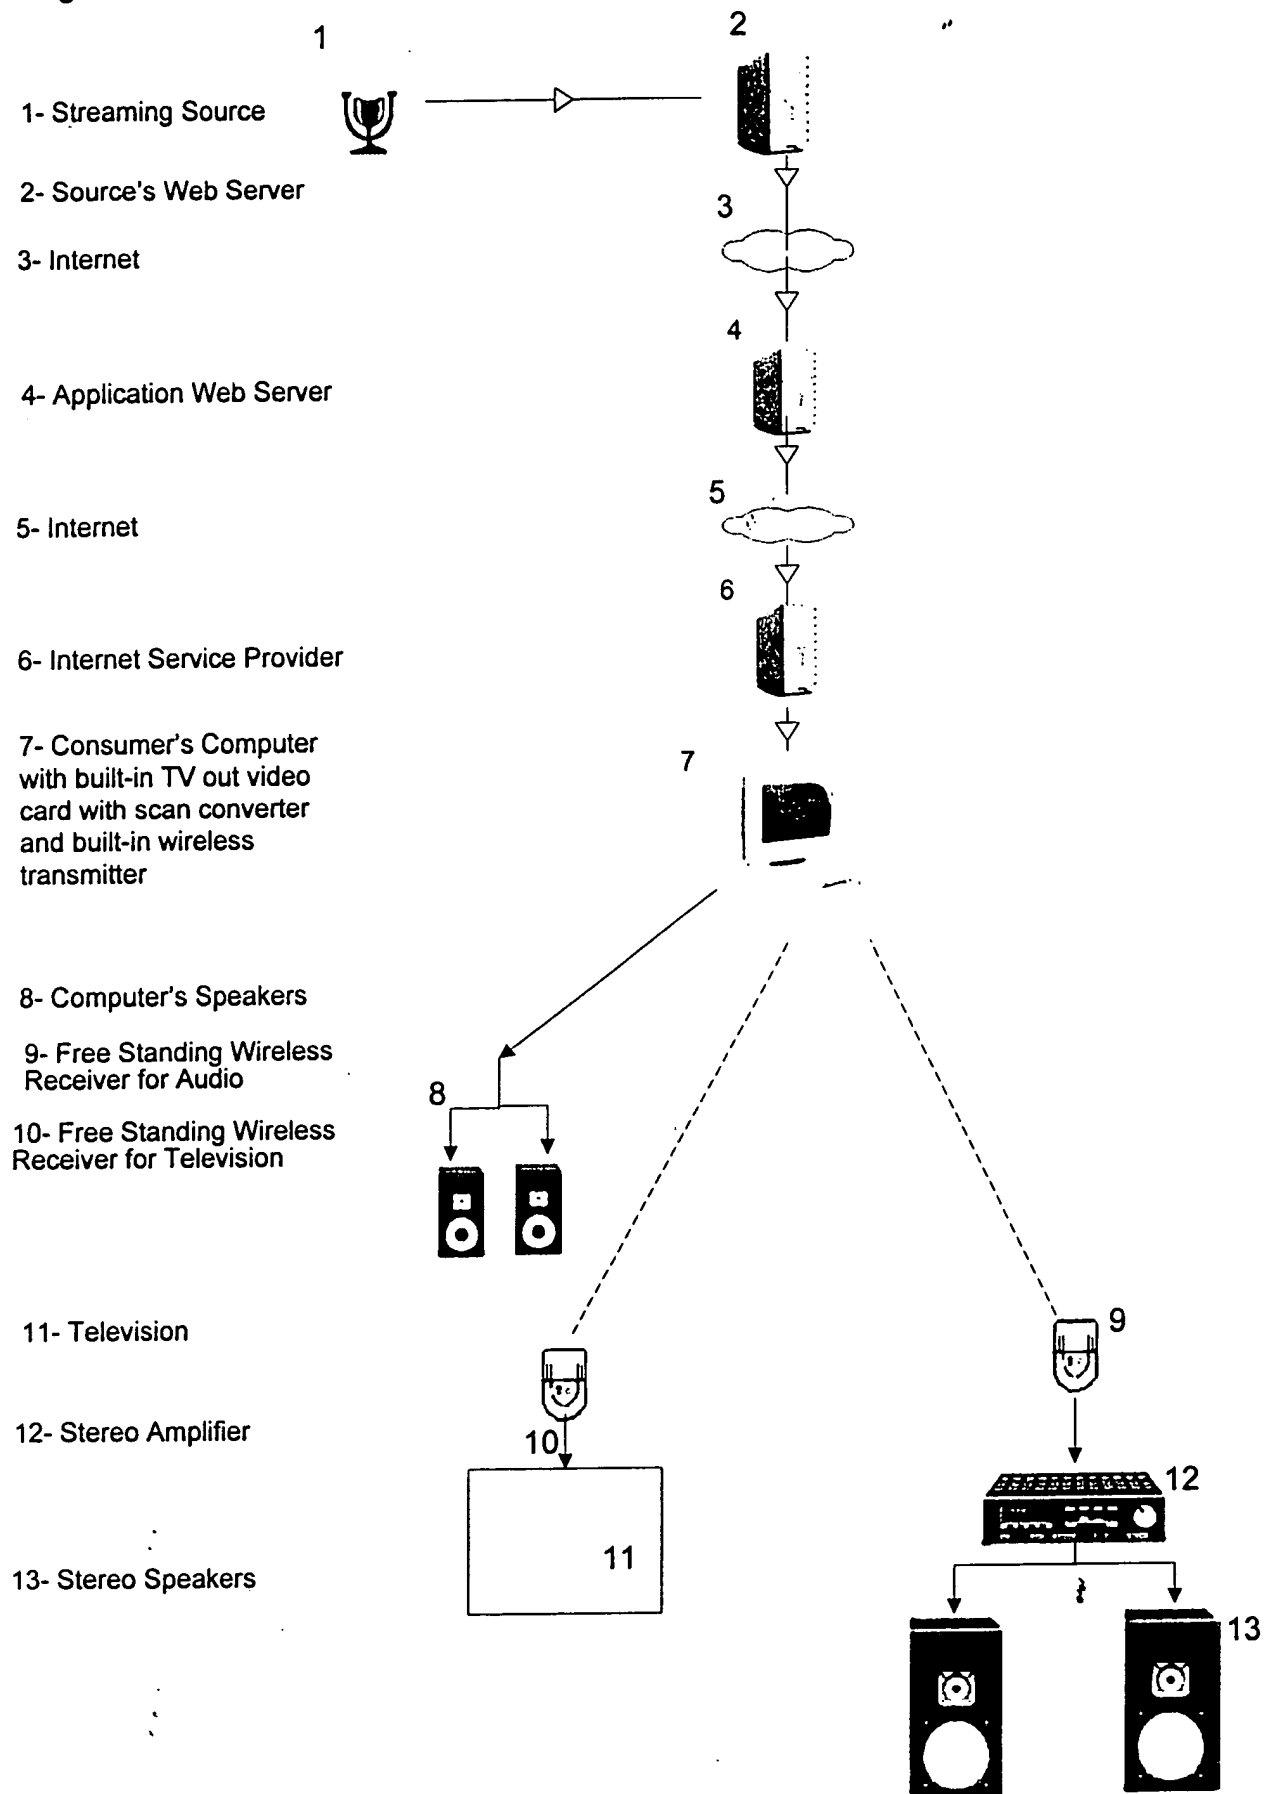 1
2
1- Streaming Source
2- Source's Web Server
3
3- Internet
4
4- Application Web Server
5
5- Internet
6
6- Internet Service Provider
7- Consumer's Computer
with built-in TV out video
card with scan converter
and built-in wireless
transmitter
7
8- Computer's Speakers
9- Free Standing Wireless
Receiver for Audio
8
10- Free Standing Wireless
Receiver for Television
11- Television
9
12- Stereo Amplifier
10
12
11
13- Stereo Speakers
13